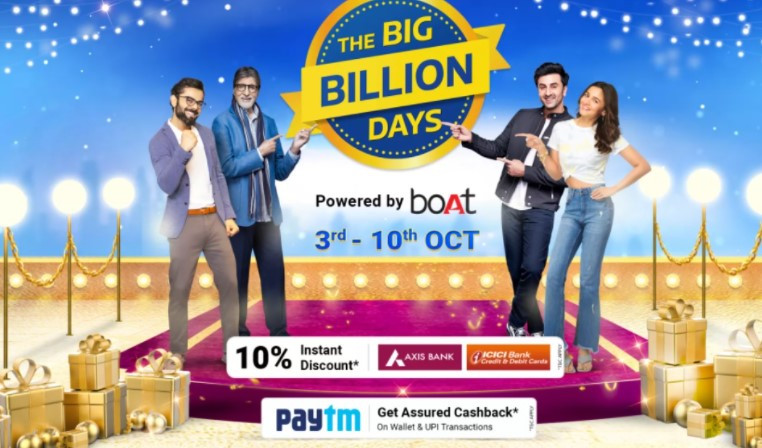 THE BIG
BILLION
DAYS
Powered by boAt
3rd - 10th OCT
10% Instant
Discount*
AXIS BANK
ICICI Bank
Credit & Debit Cards
paytm
Get Assured Cashback*
On Wallet & UPI Transactions